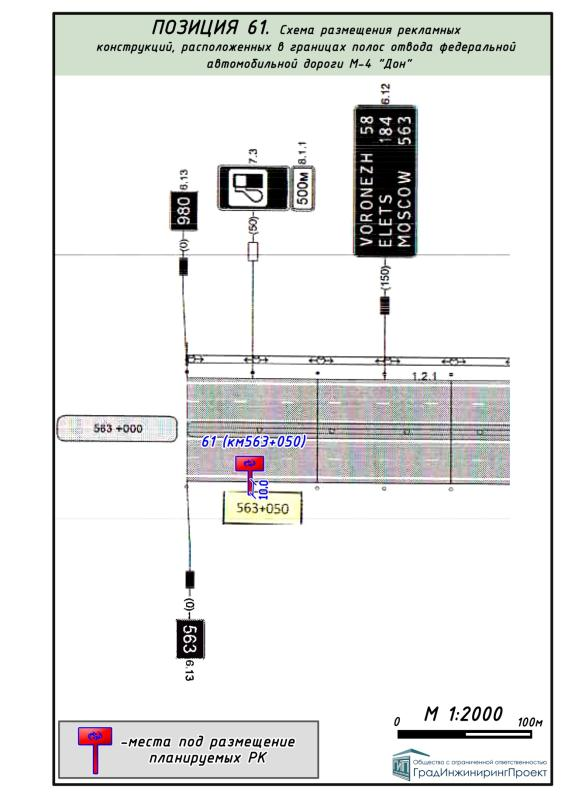 ПОЗИЦИЯ 61. Схема размещения рекламных
конструкций, расположенных в границах полос отвода федеральной
автомобильной дороги М-4 "Дон"
980
6.13
(0)
7.3
500м
8.1.1
(50)
VORONEZH 58
ELETS 184
MOSCOW 563
6.12
(150)
1.2.1
563 +000
61 (км563+050)
10.0
563+050
(0)
563
6.13
-места под размещение
планируемых РК
М 1:2000
0
100м
Общество с ограниченной ответственностью
ГрадИнжинирингПроект